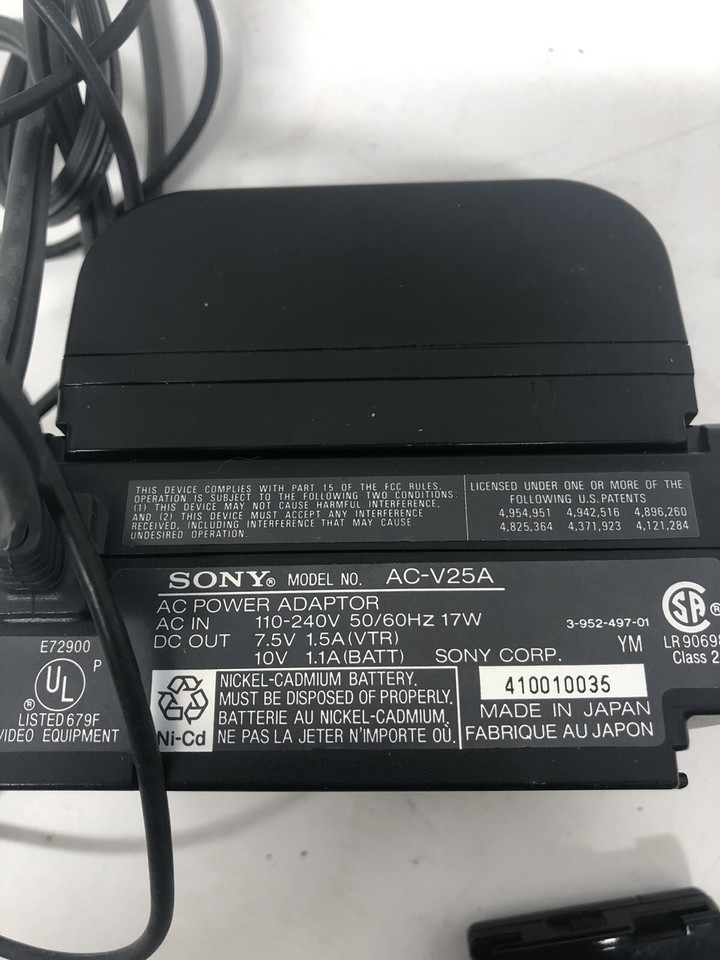 THIS DEVICE COMPLIES WITH PART 15 OF THE FCC RULES.
OPERATION IS SUBJECT TO THE FOLLOWING TWO CONDITIONS:
(1) THIS DEVICE MAY NOT CAUSE HARMFUL INTERFERENCE,
AND (2) THIS DEVICE MUST ACCEPT ANY INTERFERENCE
RECEIVED, INCLUDING INTERFERENCE THAT MAY CAUSE
UNDESIRED OPERATION.
LICENSED UNDER ONE OR MORE OF THE
FOLLOWING U.S. PATENTS
4,954,951 4,942,516 4,896,260
4,825,364 4,371,923 4,121,284
SONY® MODEL NO. AC-V25A
AC POWER ADAPTOR
AC IN 110-240V 50/60Hz 17W
DC OUT 7.5V 1.5A (VTR)
10V 1.1A (BATT) SONY CORP.
3-952-497-01
YM
SA ®
LR 9069
Class 2
E72900
P
UL ®
LISTED 679F
VIDEO EQUIPMENT
Ni-Cd
NICKEL-CADMIUM BATTERY.
MUST BE DISPOSED OF PROPERLY.
BATTERIE AU NICKEL-CADMIUM.
NE PAS LA JETER N'IMPORTE OÙ.
410010035
MADE IN JAPAN
FABRIQUE AU JAPON